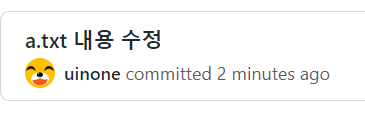 a.txt 내용 수정
uinone committed 2 minutes ago